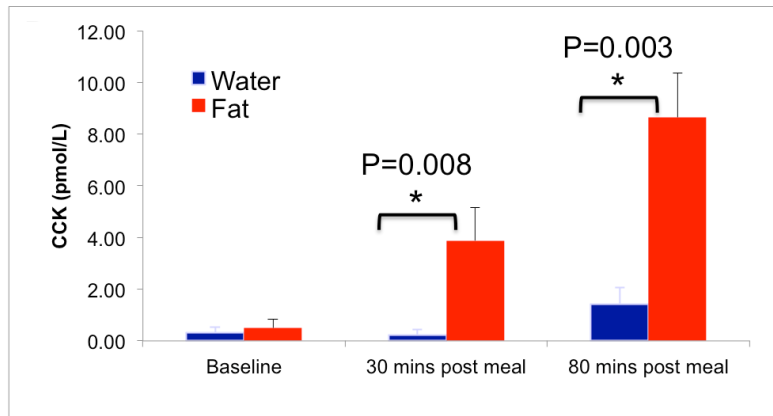 12.00
10.00
8.00
6.00
4.00
2.00
0.00
CCK (pmol/L)
Water
Fat
P=0.008
*
P=0.003
*
Baseline
30 mins post meal
80 mins post meal